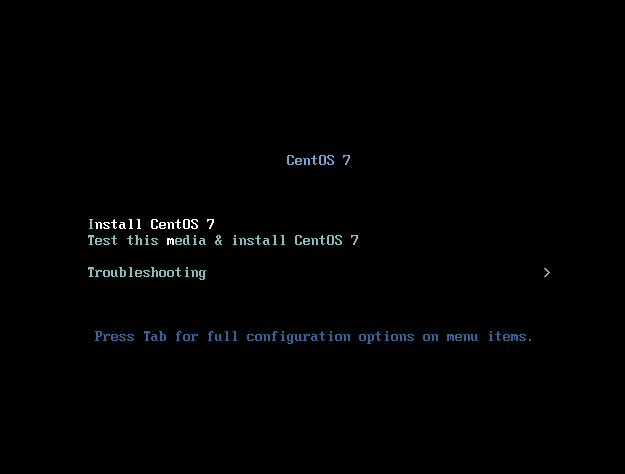 CentOS 7
Install CentOS 7
Test this media & install CentOS 7
Troubleshooting >
Press Tab for full configuration options on menu items.